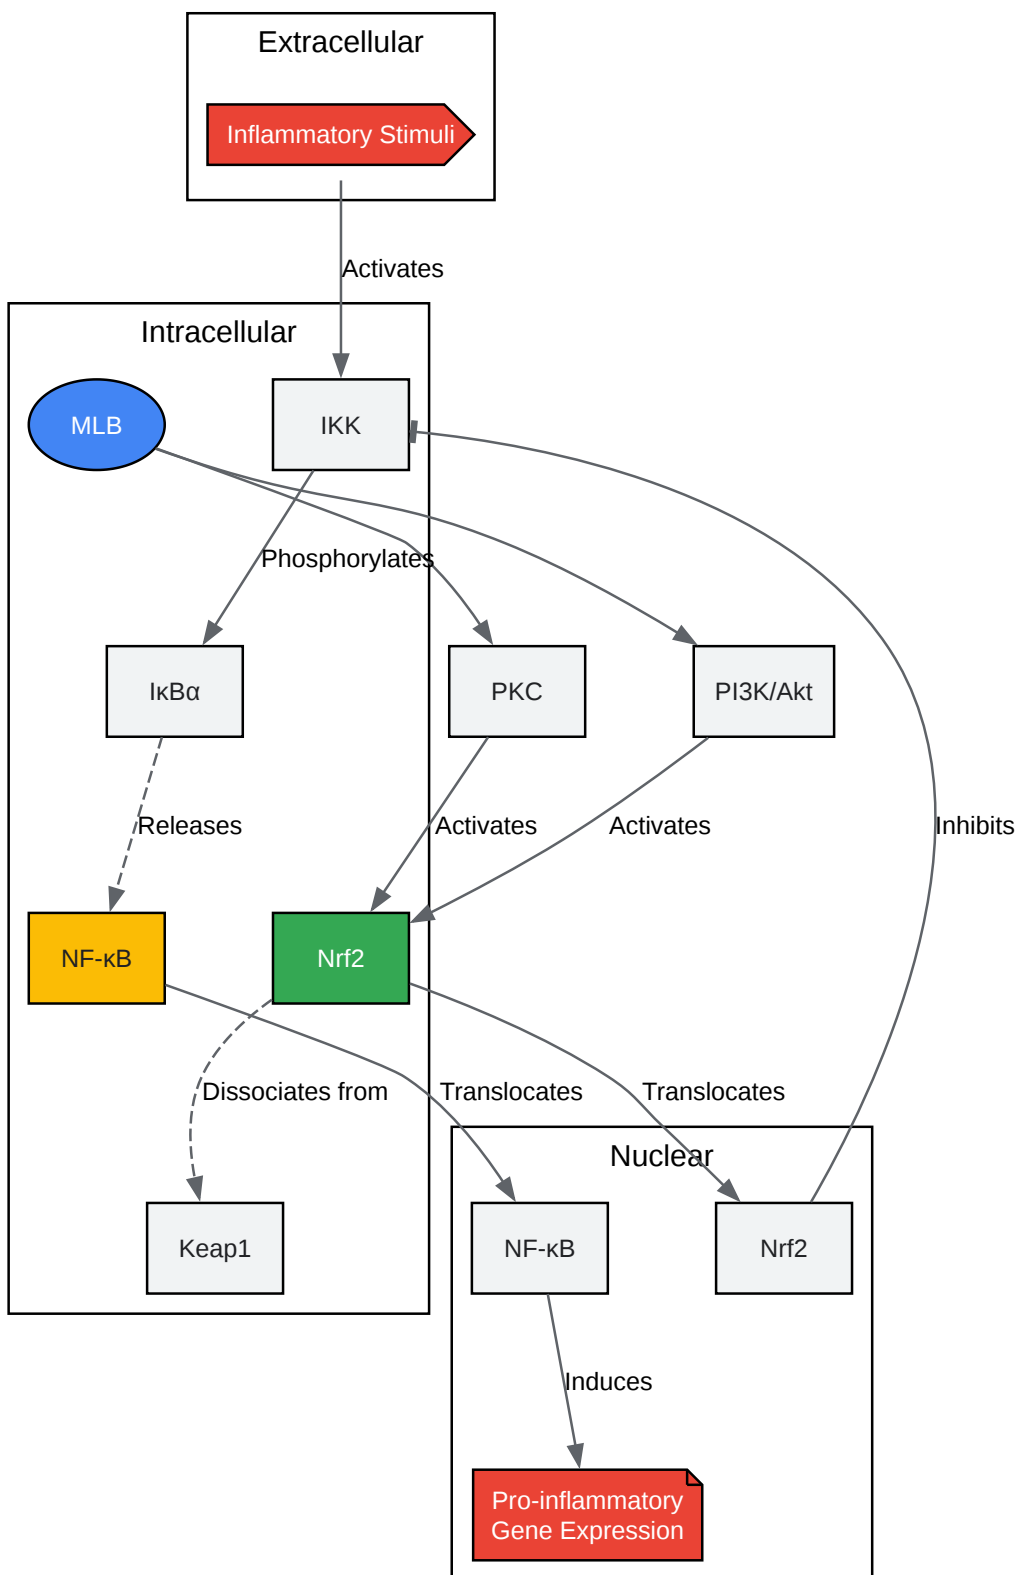 Extracellular
Inflammatory Stimuli
Activates
Intracellular
MLB
IKK
Phosphorylates
IκBα
PKC
PI3K/Akt
Releases
Activates
Activates
Inhibits
NF-κB
Nrf2
Dissociates from
Translocates
Translocates
Nuclear
Keap1
NF-κB
Nrf2
Induces
Pro-inflammatory
Gene Expression